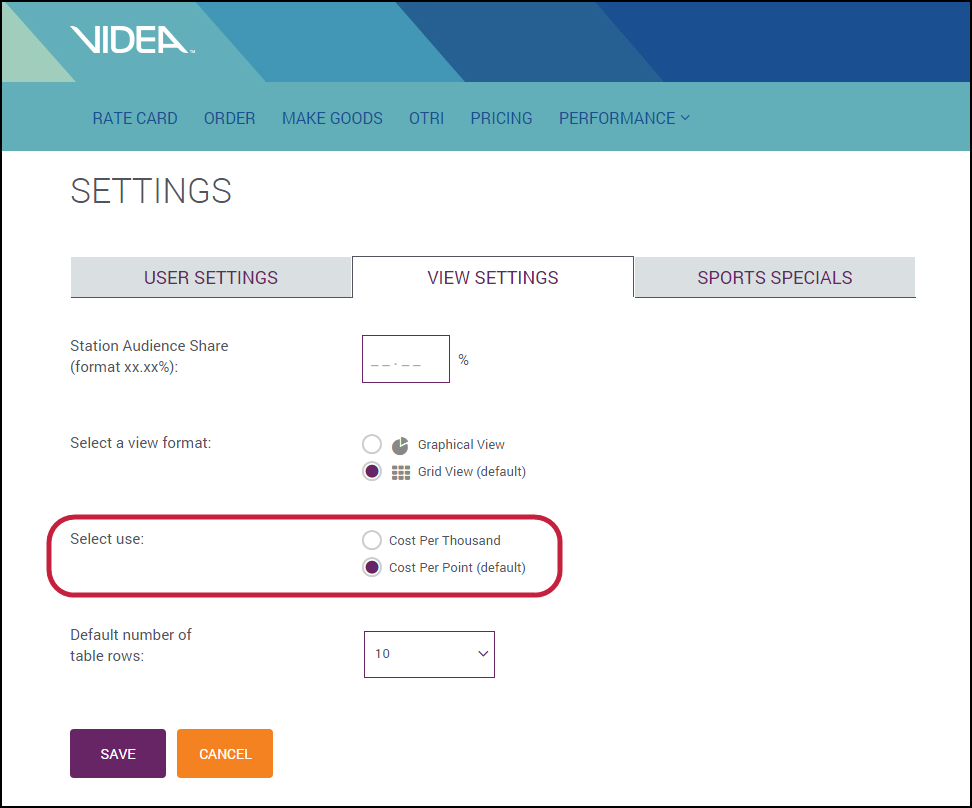 VIDEA™
RATE CARD ORDER MAKE GOODS OTRI PRICING PERFORMANCE
SETTINGS
USER SETTINGS VIEW SETTINGS SPORTS SPECIALS
Station Audience Share
(format xx.xx%):
__.__ %
Select a view format:
Graphical View
Grid View (default)
Select use:
Cost Per Thousand
Cost Per Point (default)
Default number of
table rows:
10
SAVE CANCEL